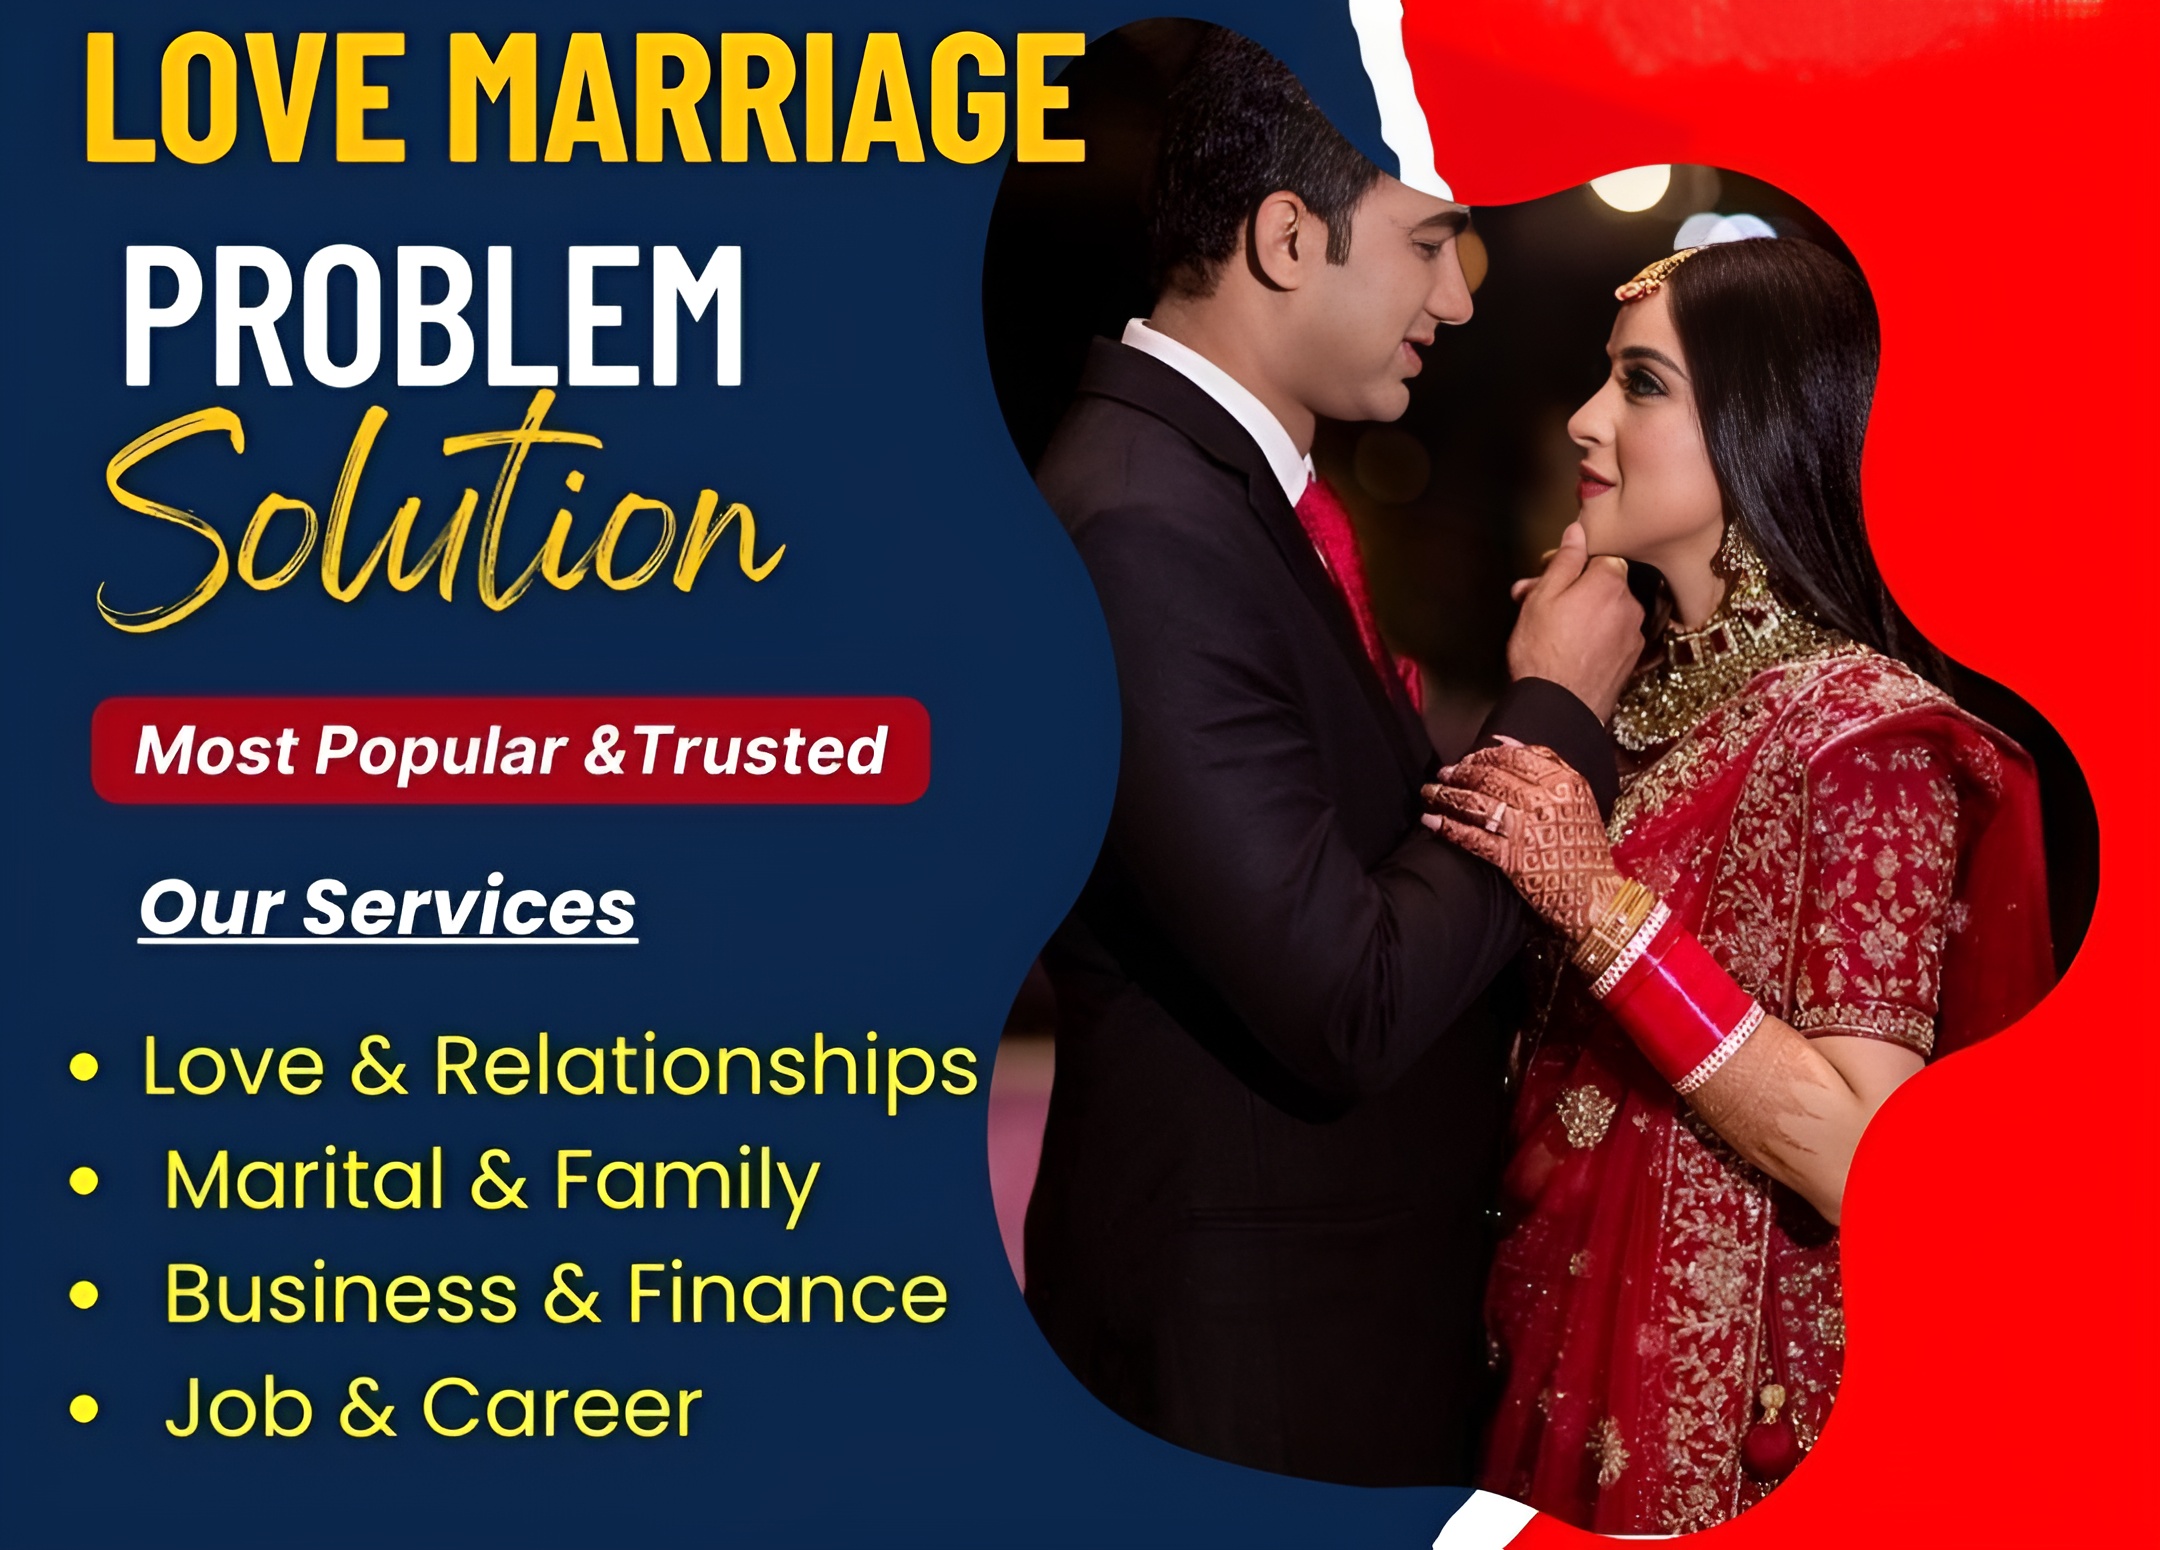 LOVE MARRIAGE
PROBLEM
Solution
Most Popular &Trusted
Our Services
• Love & Relationships
• Marital & Family
• Business & Finance
• Job & Career